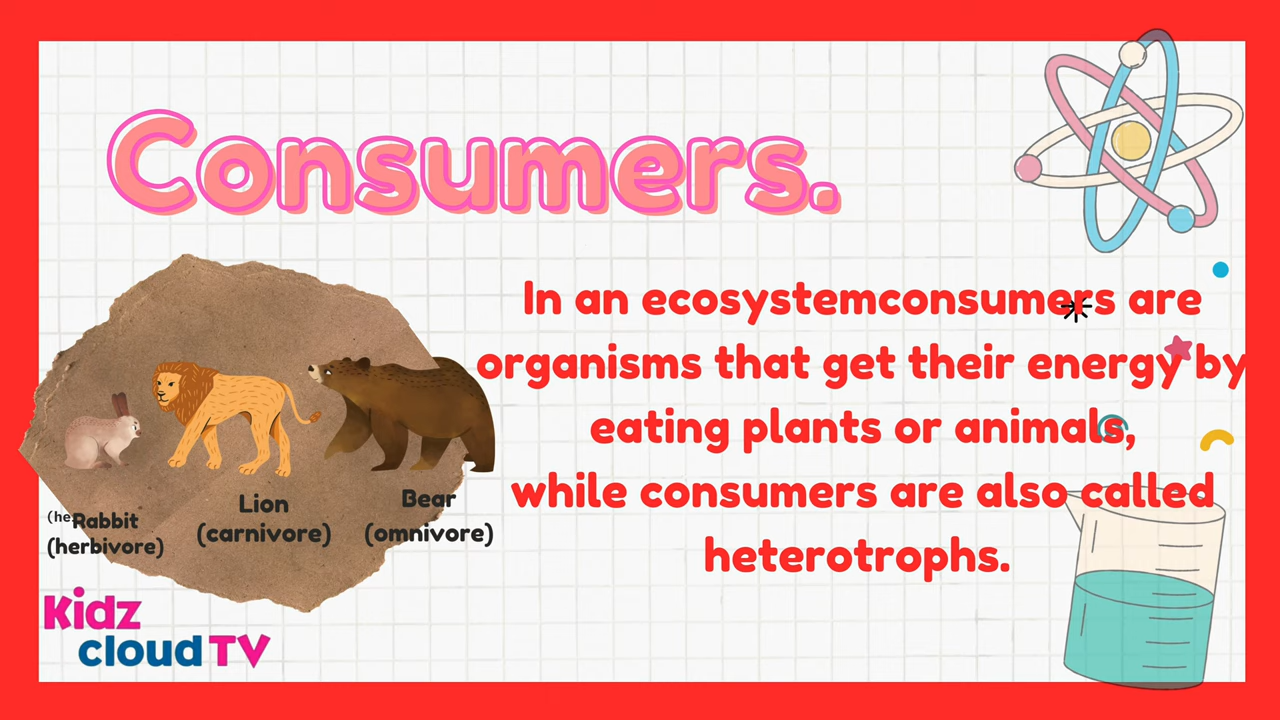 Consumers.
In an ecosystemconsumers are
organisms that get their energy by
eating plants or animals,
while consumers are also called
heterotrophs.
(heRabbit
(herbivore)
Lion
(carnivore)
Bear
(omnivore)
Kidz
cloud TV